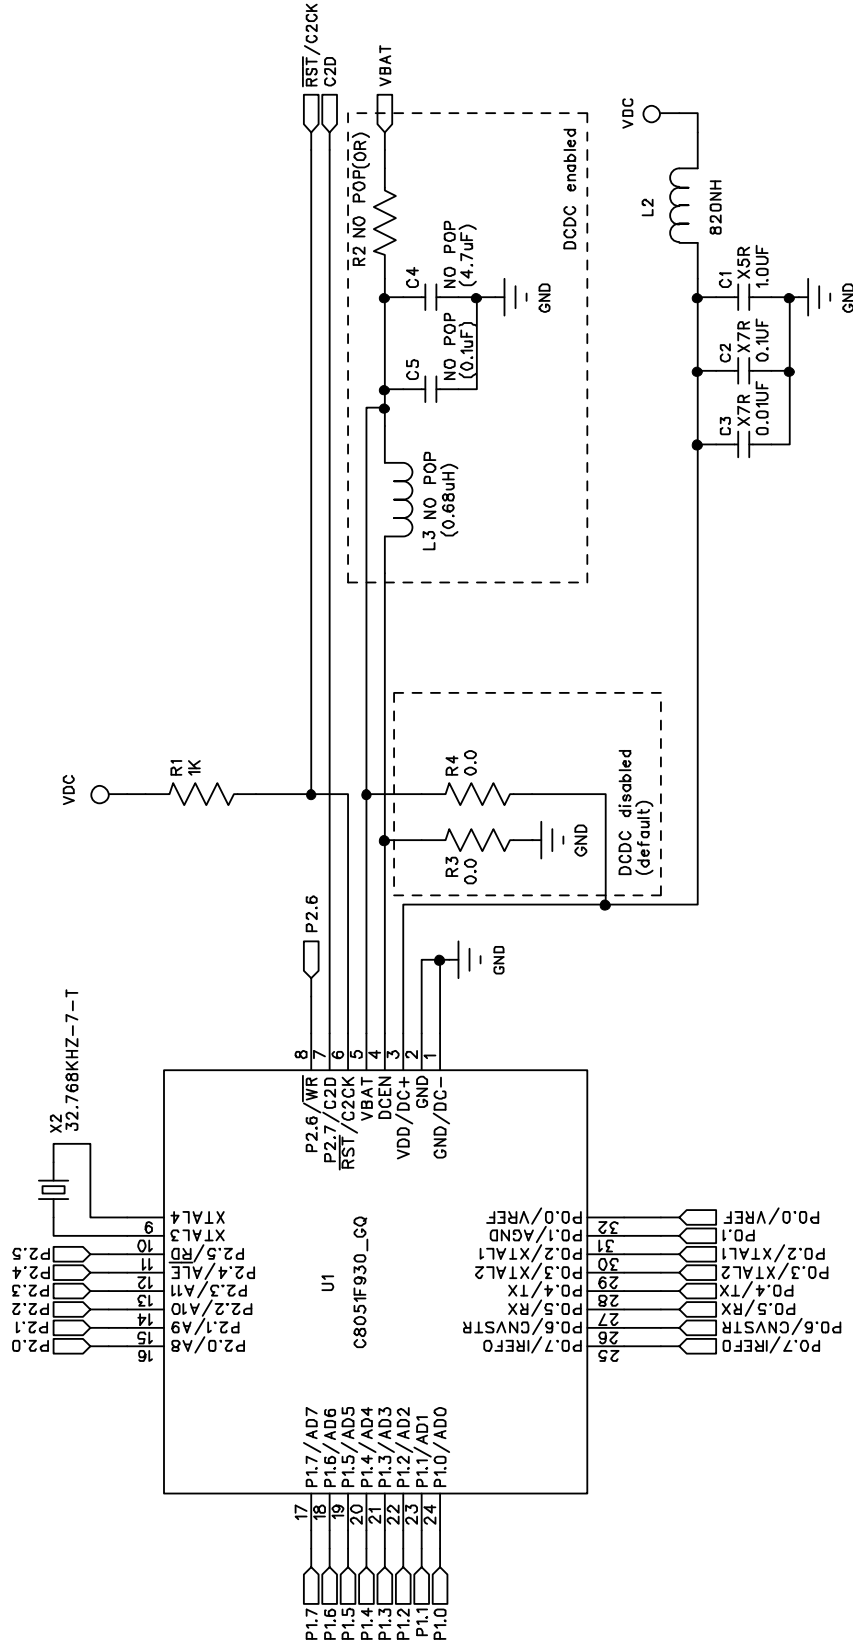 RST/C2CK
C2D
VBAT
R2 NO POP(0R)
C4
NO POP
(4.7uF)
GND
C5
NO POP
(0.1uF)
L3 NO POP
(0.68uH)
DCDC enabled
VDC
L2
820NH
C1
X5R
1.0UF
C2
X7R
0.1UF
C3
X7R
0.01UF
GND
VDC
R1
1K
R4
0.0
R3
0.0
GND
DCDC disabled
(default)
P2.6
GND
X2
32.768KHZ-7-T
8
7
6
5
4
3
2
1
P2.6/WR
P2.7/C2D
RST/C2CK
VBAT
DCEN
VDD/DC+
GND
GND/DC-
P2.5
P2.4
P2.3
P2.2
P2.1
P2.0
9
10
11
12
13
14
15
16
XTAL4
XTAL3
P2.5/RD
P2.4/ALE
P2.3/A11
P2.2/A10
P2.1/A9
P2.0/A8
U1
C8051F930_GQ
P0.0/VREF
P0.1/AGND
P0.2/XTAL1
P0.3/XTAL2
P0.4/TX
P0.5/RX
P0.6/CNVSTR
P0.7/IREF0
32
31
30
29
28
27
26
25
P0.0/VREF
P0.1
P0.2/XTAL1
P0.3/XTAL2
P0.4/TX
P0.5/RX
P0.6/CNVSTR
P0.7/IREF0
P1.7/AD7
P1.6/AD6
P1.5/AD5
P1.4/AD4
P1.3/AD3
P1.2/AD2
P1.1/AD1
P1.0/AD0
17
18
19
20
21
22
23
24
P1.7
P1.6
P1.5
P1.4
P1.3
P1.2
P1.1
P1.0